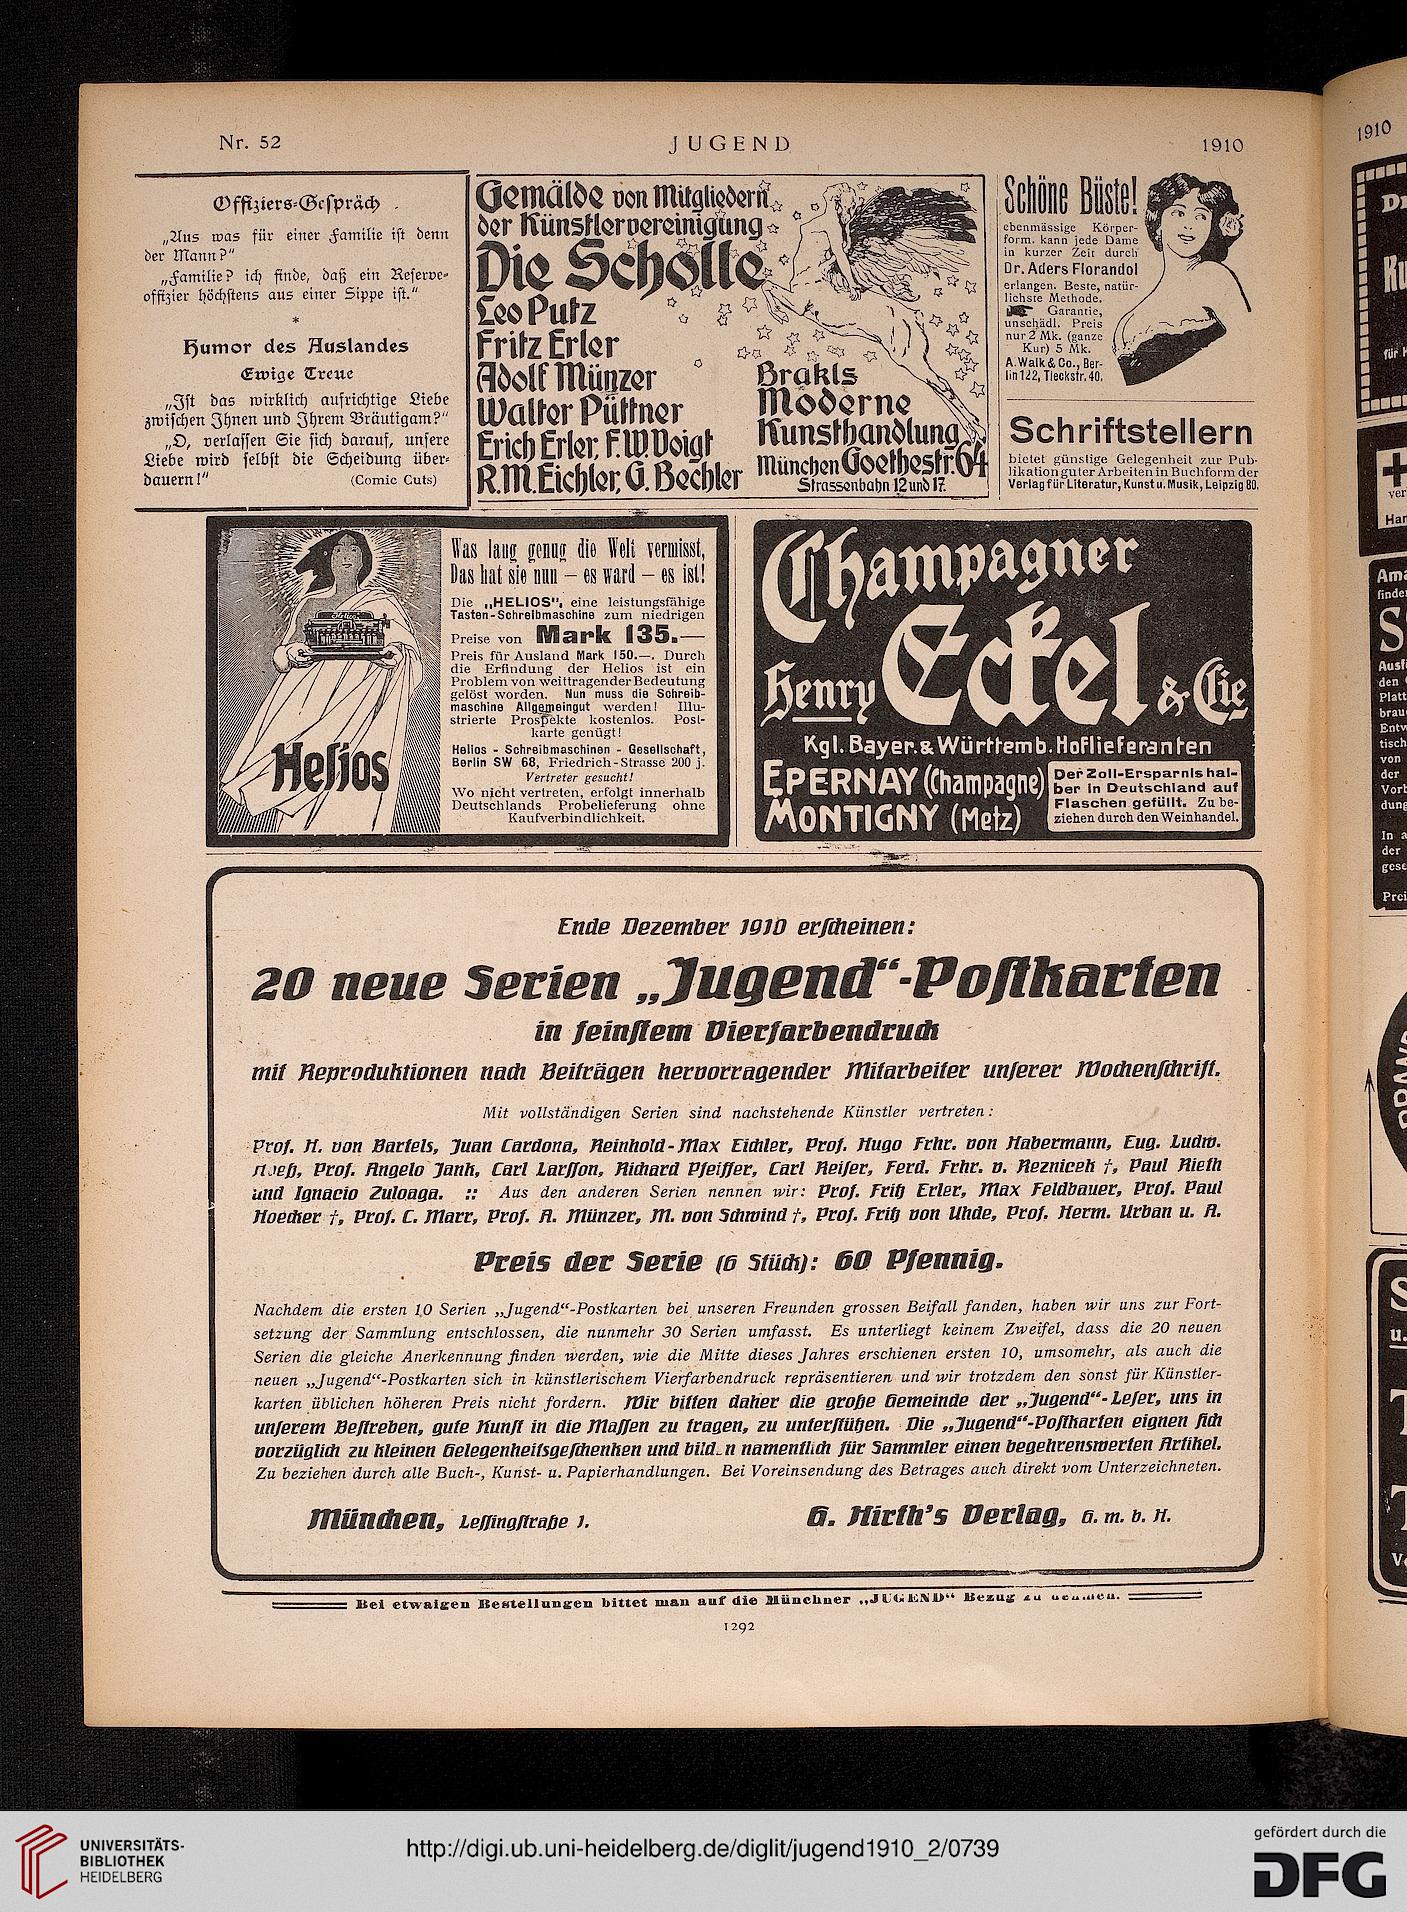 Nr. 52
JUGEND
1910
Offiziers-Gespräch
„Aus was für einer Familie ist denn
der Mann?“
„Familie? ich finde, daß ein Reserve-
offizier höchstens aus einer Sippe ist.“
*
Humor des Auslandes
Ewige Treue
„Ist das wirklich aufrichtige Liebe
zwischen Ihnen und Ihrem Bräutigam?“
„O, verlassen Sie sich darauf, unsere
Liebe wird selbst die Scheidung über-
dauern!“ (Comic Cuts)
Gemälde von Mitgliedern
der Künstlervereinigung
Die Scholle
Leo Putz
Fritz Erler
Adolf Münzer
Walter Püttner
Erich Erler, F.W.Voigt
R.M.Eichler, G.Bechler
Brakls
Moderne
Kunsthandlung
München Goethestr. 64
Strassenbahn 12 und 17.
Schöne Büste!
ebenmässige Körper-
form, kann jede Dame
in kurzer Zeit durch
Dr. Aders Florandol
erlangen. Beste, natür-
lichste Methode.
Garantie,
unschädl. Preis
nur 2 Mk. (ganze
Kur) 5 Mk.
A. Walk & Co., Ber-
lin 122, Tieckstr. 40.
Schriftstellern
bietet günstige Gelegenheit zur Pub-
likation guter Arbeiten in Buchform der
Verlag für Literatur, Kunst u. Musik, Leipzig 80.
Helios
Was lang genug die Welt vermisst,
Das hat sie nun – es ward – es ist!
Die „HELIOS“, eine leistungsfähige
Tasten-Schreibmaschine zum niedrigen
Preise von Mark 135.—
Preis für Ausland Mark 150.—. Durch
die Erfindung der Helios ist ein
Problem von weittragender Bedeutung
gelöst worden. Nun muss die Schreib-
maschine Allgemeingut werden! Illu-
strierte Prospekte kostenlos. Post-
karte genügt!
Helios - Schreibmaschinen - Gesellschaft,
Berlin SW 68, Friedrich-Strasse 200 j.
Vertreter gesucht!
Wo nicht vertreten, erfolgt innerhalb
Deutschlands Probelieferung ohne
Kaufverbindlichkeit.
Champagner
Henry Eckel & Cie
Kgl. Bayer. & Württemb. Hoflieferanten
EPERNAY (Champagne)
MONTIGNY (Metz)
Der Zoll-Ersparnis hal-
ber in Deutschland auf
Flaschen gefüllt. Zu be-
ziehen durch den Weinhandel.
Ende Dezember 1910 erscheinen:
20 neue Serien „Jugend“-Postkarten
in feinstem Vierfarbendruck
mit Reproduktionen nach Beiträgen hervorragender Mitarbeiter unserer Wochenschrift.
Mit vollständigen Serien sind nachstehende Künstler vertreten:
Prof. H. von Bartels, Juan Cardona, Reinhold-Max Eichler, Prof. Hugo Frhr. von Habermann, Eug. Ludw.
Hoeß, Prof. Angelo Jank, Carl Larsson, Richard Pfeiffer, Carl Reiser, Ferd. Frhr. v. Reznicek †, Paul Rieth
und Ignacio Zuloaga. :: Aus den anderen Serien nennen wir: Prof. Fritz Erler, Max Feldbauer, Prof. Paul
Hoecker †, Prof. C. Marr, Prof. A. Münzer, M. von Schwind †, Prof. Fritz von Uhde, Prof. Herm. Urban u. A.
Preis der Serie (6 Stück): 60 Pfennig.
Nachdem die ersten 10 Serien „Jugend“-Postkarten bei unseren Freunden grossen Beifall fanden, haben wir uns zur Fort-
setzung der Sammlung entschlossen, die nunmehr 30 Serien umfasst. Es unterliegt keinem Zweifel, dass die 20 neuen
Serien die gleiche Anerkennung finden werden, wie die Mitte dieses Jahres erschienen ersten 10, umsomehr, als auch die
neuen „Jugend“-Postkarten sich in künstlerischem Vierfarbendruck repräsentieren und wir trotzdem den sonst für Künstler-
karten üblichen höheren Preis nicht fordern. Wir bitten daher die große Gemeinde der „Jugend“-Leser, uns in
unserem Bestreben, gute Kunst in die Massen zu tragen, zu unterstützen. Die „Jugend“-Postkarten eignen sich
vorzüglich zu kleinen Gelegenheitsgeschenken und bilden namentlich für Sammler einen begehrenswerten Artikel.
Zu beziehen durch alle Buch-, Kunst- u. Papierhandlungen. Bei Voreinsendung des Betrages auch direkt vom Unterzeichneten.
München, Lessingstraße 1.
G. Hirth's Verlag, G. m. b. H.
Bei etwaigen Bestellungen bittet man auf die Münchner „JUGEND“ Bezug zu nehmen.
1292
1910
UNIVERSITÄTS-
BIBLIOTHEK
HEIDELBERG
http://digi.ub.uni-heidelberg.de/diglit/jugend1910_2/0739
gefördert durch die
DFG